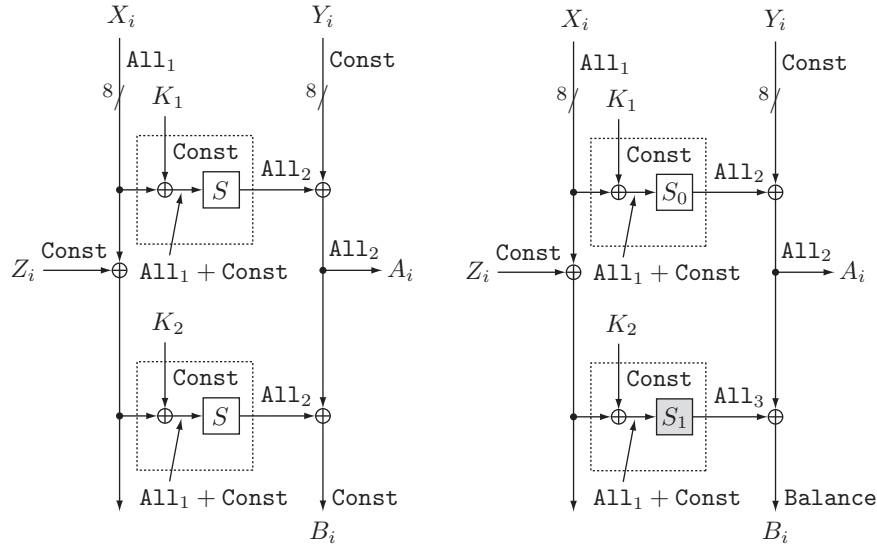 X_i Y_i
All_1 Const
8 8
K_1
Const All_2
S
Const All_2
Z_i A_i
All_1 + Const
K_2
Const All_2
S
All_1 + Const Const
B_i
X_i Y_i
All_1 Const
8 8
K_1
Const All_2
S_0
Const All_2
Z_i A_i
All_1 + Const
K_2
Const All_3
S_1
All_1 + Const Balance
B_i